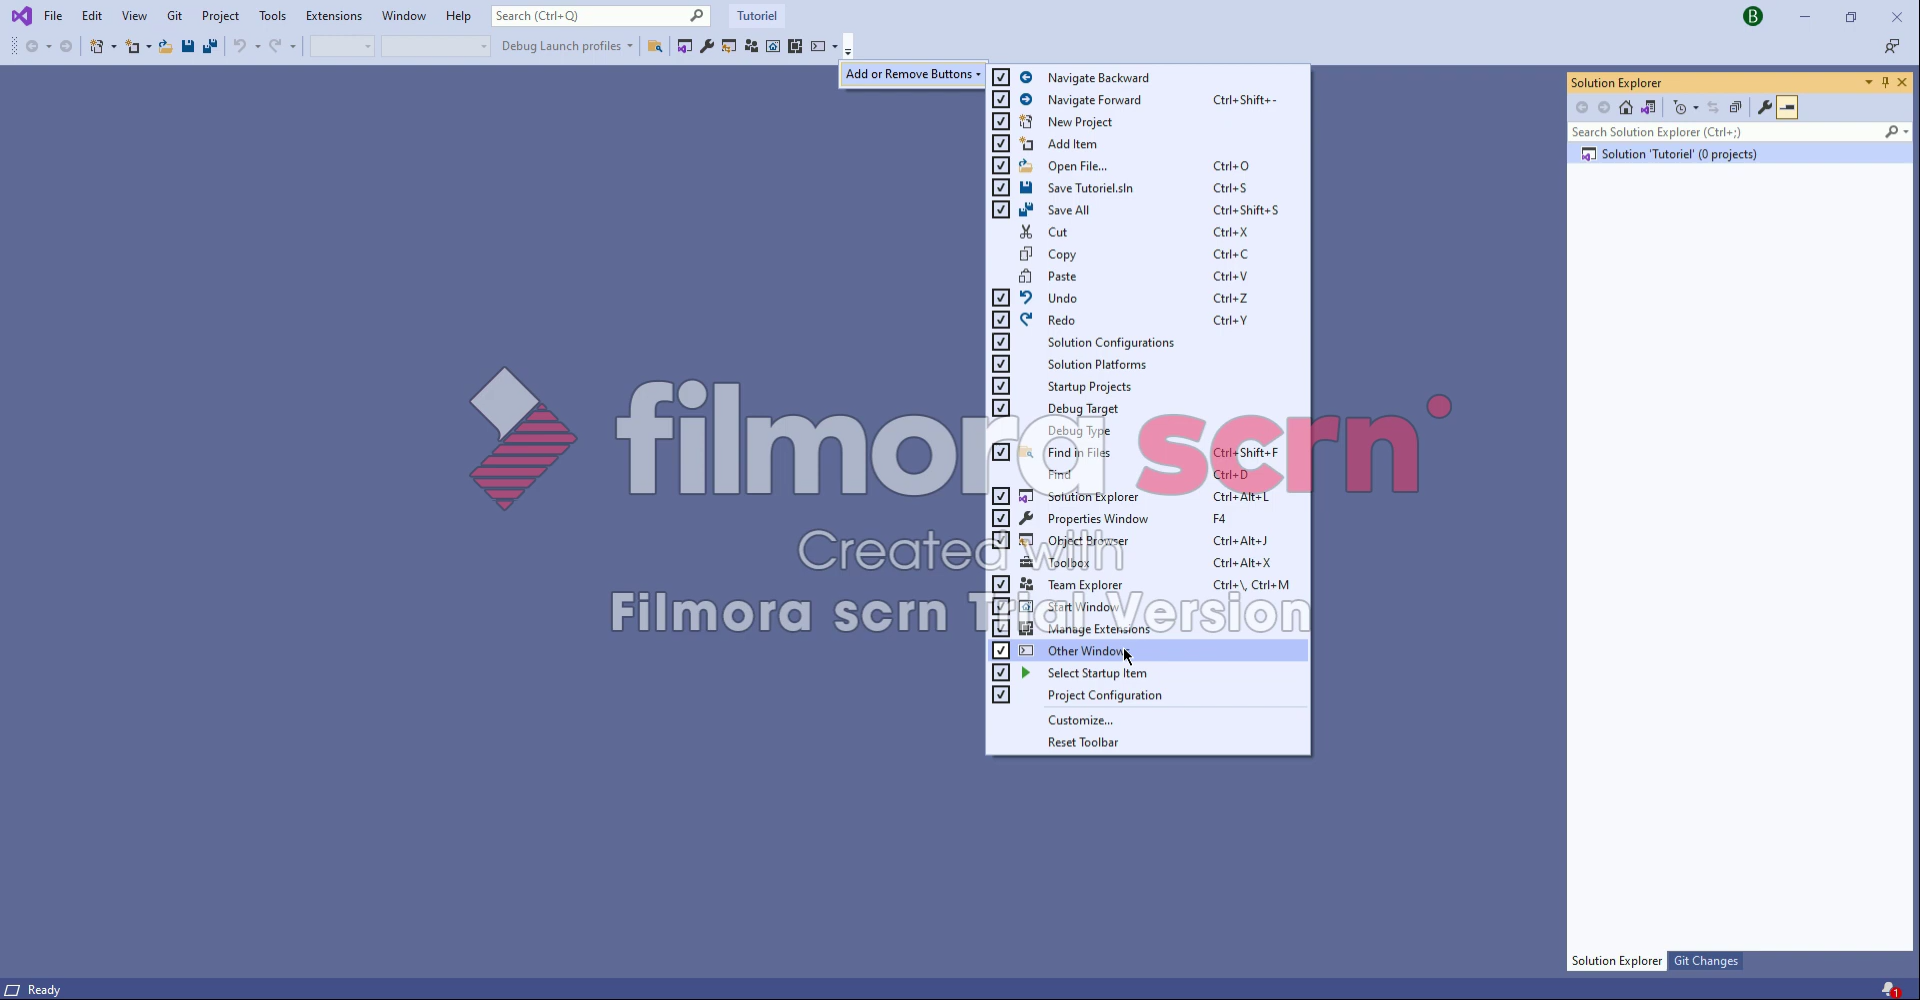 File Edit View Git Project Tools Extensions Window Help Search (Ctrl+Q) Tutoriel B
Debug Launch profiles
Add or Remove Buttons
Navigate Backward
Navigate Forward Ctrl+Shift+-
New Project
Add Item
Open File... Ctrl+O
Save Tutoriel.sln Ctrl+S
Save All Ctrl+Shift+S
Cut Ctrl+X
Copy Ctrl+C
Paste Ctrl+V
Undo Ctrl+Z
Redo Ctrl+Y
Solution Configurations
Solution Platforms
Startup Projects
Debug Target
Debug Type
Find in Files Ctrl+Shift+F
Find Ctrl+D
Solution Explorer Ctrl+Alt+L
Properties Window F4
Object Browser Ctrl+Alt+J
Toolbox Ctrl+Alt+X
Team Explorer Ctrl+\, Ctrl+M
Start Window
Manage Extensions
Other Windows
Select Startup Item
Project Configuration
Customize...
Reset Toolbar
filmora scrn
Created with
Filmora scrn Trial Version
Solution Explorer
Search Solution Explorer (Ctrl+;)
Solution 'Tutoriel' (0 projects)
Solution Explorer Git Changes
Ready 1